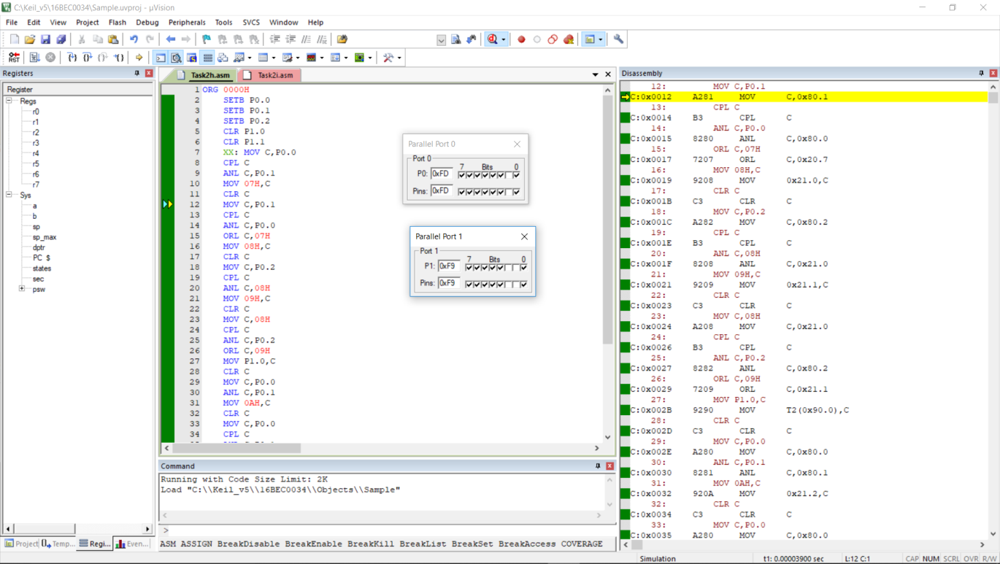 C:\Keil_v5\16BEC0034\Sample.uvproj - µVision
File Edit View Project Flash Debug Peripherals Tools SVCS Window Help
Registers
Register
Regs
r0
r1
r2
r3
r4
r5
r6
r7
Sys
a
b
sp
sp_max
dptr
PC $
states
sec
psw
Project Temp... Regi... Even...
Task2h.asm Task2i.asm
1 ORG 0000H
2 SETB P0.0
3 SETB P0.1
4 SETB P0.2
5 CLR P1.0
6 CLR P1.1
7 XX: MOV C,P0.0
8 CPL C
9 ANL C,P0.1
10 MOV 07H,C
11 CLR C
12 MOV C,P0.1
13 CPL C
14 ANL C,P0.0
15 ORL C,07H
16 MOV 08H,C
17 CLR C
18 MOV C,P0.2
19 CPL C
20 ANL C,08H
21 MOV 09H,C
22 CLR C
23 MOV C,08H
24 CPL C
25 ANL C,P0.2
26 ORL C,09H
27 MOV P1.0,C
28 CLR C
29 MOV C,P0.0
30 ANL C,P0.1
31 MOV 0AH,C
32 CLR C
33 MOV C,P0.0
34 CPL C
Parallel Port 0
Port 0
7 Bits 0
P0: 0xFD
Pins: 0xFD
Parallel Port 1
Port 1
7 Bits 0
P1: 0xF9
Pins: 0xF9
Command
Running with Code Size Limit: 2K
Load "C:\\Keil_v5\\16BEC0034\\Objects\\Sample"
>
ASM ASSIGN BreakDisable BreakEnable BreakKill BreakList BreakSet BreakAccess COVERAGE
Disassembly
12: MOV C,P0.1
C:0x0012 A281 MOV C,0x80.1
13: CPL C
C:0x0014 B3 CPL C
14: ANL C,P0.0
C:0x0015 8280 ANL C,0x80.0
15: ORL C,07H
C:0x0017 7207 ORL C,0x20.7
16: MOV 08H,C
C:0x0019 9208 MOV 0x21.0,C
17: CLR C
C:0x001B C3 CLR C
18: MOV C,P0.2
C:0x001C A282 MOV C,0x80.2
19: CPL C
C:0x001E B3 CPL C
20: ANL C,08H
C:0x001F 8208 ANL C,0x21.0
21: MOV 09H,C
C:0x0021 9209 MOV 0x21.1,C
22: CLR C
C:0x0023 C3 CLR C
23: MOV C,08H
C:0x0024 A208 MOV C,0x21.0
24: CPL C
C:0x0026 B3 CPL C
25: ANL C,P0.2
C:0x0027 8282 ANL C,0x80.2
26: ORL C,09H
C:0x0029 7209 ORL C,0x21.1
27: MOV P1.0,C
C:0x002B 9290 MOV T2(0x90.0),C
28: CLR C
C:0x002D C3 CLR C
29: MOV C,P0.0
C:0x002E A280 MOV C,0x80.0
30: ANL C,P0.1
C:0x0030 8281 ANL C,0x80.1
31: MOV 0AH,C
C:0x0032 920A MOV 0x21.2,C
32: CLR C
C:0x0034 C3 CLR C
33: MOV C,P0.0
C:0x0035 A280 MOV C,0x80.0
Simulation t1: 0.00003900 sec L:12 C:1 CAP NUM SCRL OVR R/W